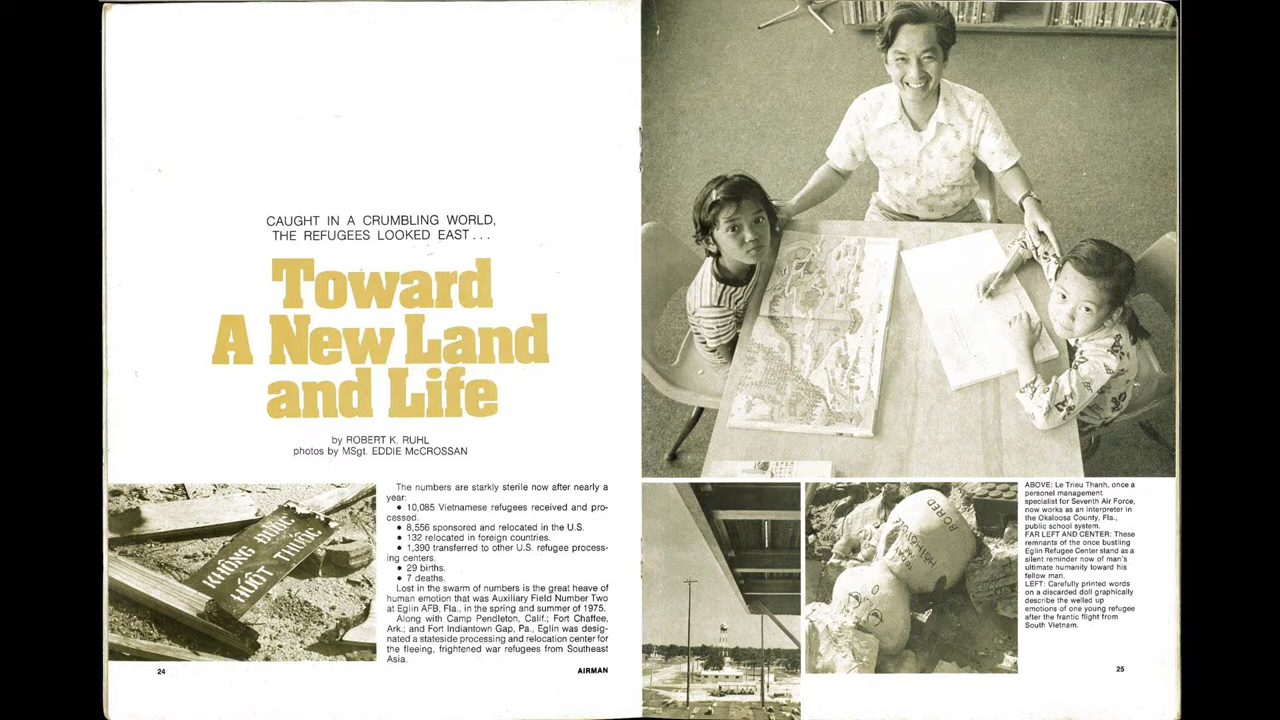 CAUGHT IN A CRUMBLING WORLD,
THE REFUGEES LOOKED EAST...
Toward
A New Land
and Life
by ROBERT K. RUHL
photos by MSgt. EDDIE McCROSSAN
KHÔNG
HÚT THUỐC
The numbers are starkly sterile now after nearly a
year:
• 10,085 Vietnamese refugees received and pro-
cessed.
• 8,556 sponsored and relocated in the U.S.
• 132 relocated in foreign countries.
• 1,390 transferred to other U.S. refugee process-
ing centers.
• 29 births.
• 7 deaths.
Lost in the swarm of numbers is the great heave of
human emotion that was Auxiliary Field Number Two
at Eglin AFB, Fla., in the spring and summer of 1975.
Along with Camp Pendleton, Calif.; Fort Chaffee,
Ark.; and Fort Indiantown Gap, Pa., Eglin was desig-
nated a stateside processing and relocation center for
the fleeing, frightened war refugees from Southeast
Asia.
24
AIRMAN
BORED
ABOVE: Le Trieu Thanh, once a
personel management
specialist for Seventh Air Force,
now works as an interpreter in
the Okaloosa County, Fla.,
public school system.
FAR LEFT AND CENTER: These
remnants of the once bustling
Eglin Refugee Center stand as a
silent reminder now of man's
ultimate humanity toward his
fellow man.
LEFT: Carefully printed words
on a discarded doll graphically
describe the welled up
emotions of one young refugee
after the frantic flight from
South Vietnam.
25